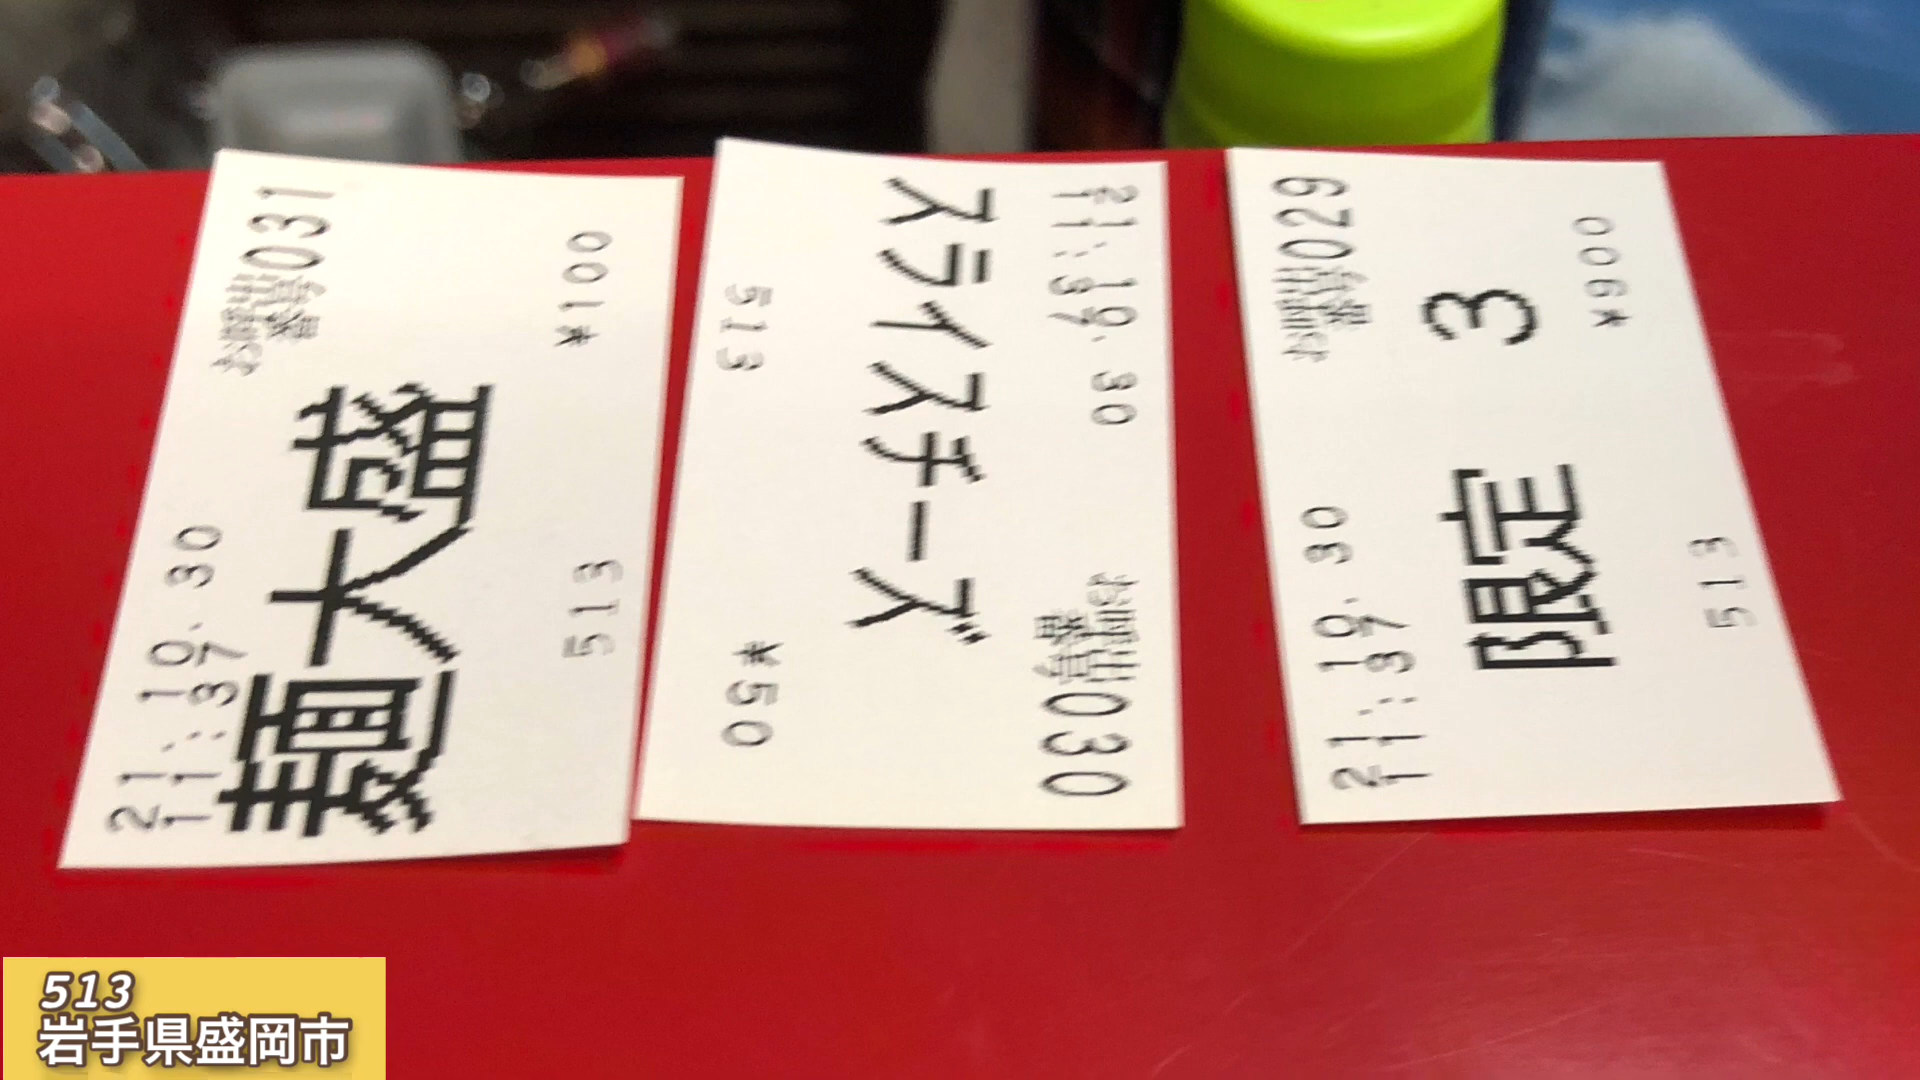 21.10.30 お呼出
11:37 番号031
麺大盛
513 ¥100
21.10.30 お呼出
11:37 番号030
スライスチーズ
513 ¥50
21.10.30 お呼出
11:37 番号029
限定 3
513 ¥900
513
岩手県盛岡市